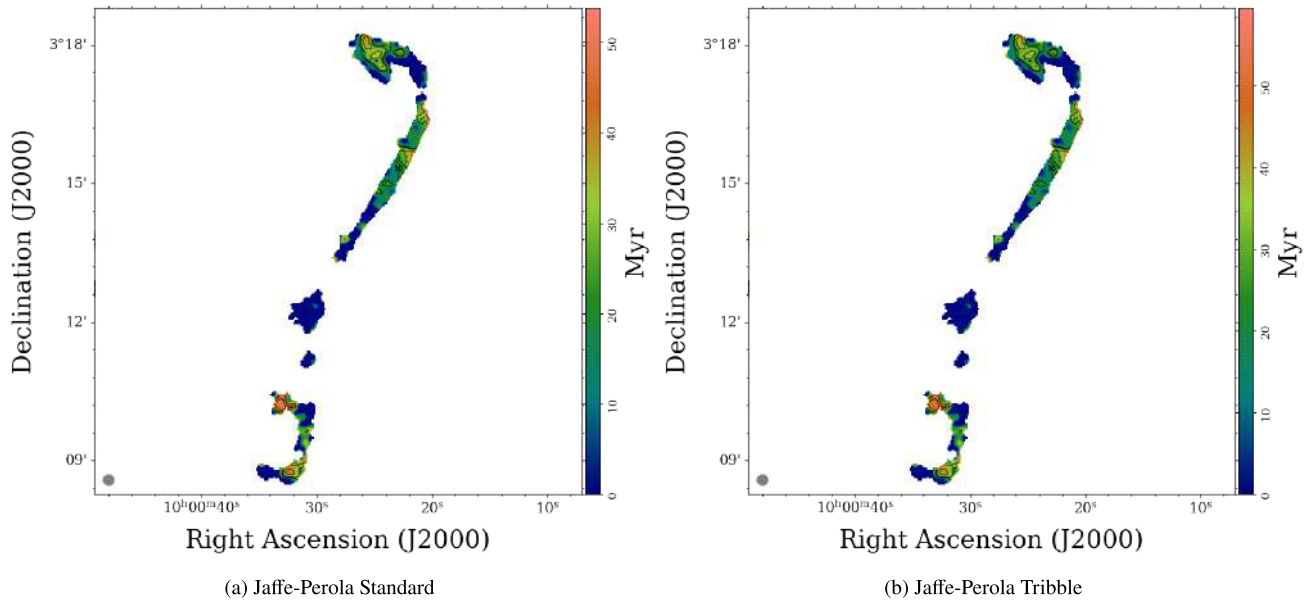 3°18'
15'
12'
09'
Declination (J2000)
10ʰ00ᵐ40ˢ
30ˢ
20ˢ
10ˢ
Right Ascension (J2000)
0
10
20
30
40
50
Myr
(a) Jaffe-Perola Standard
3°18'
15'
12'
09'
Declination (J2000)
10ʰ00ᵐ40ˢ
30ˢ
20ˢ
10ˢ
Right Ascension (J2000)
0
10
20
30
40
50
Myr
(b) Jaffe-Perola Tribble